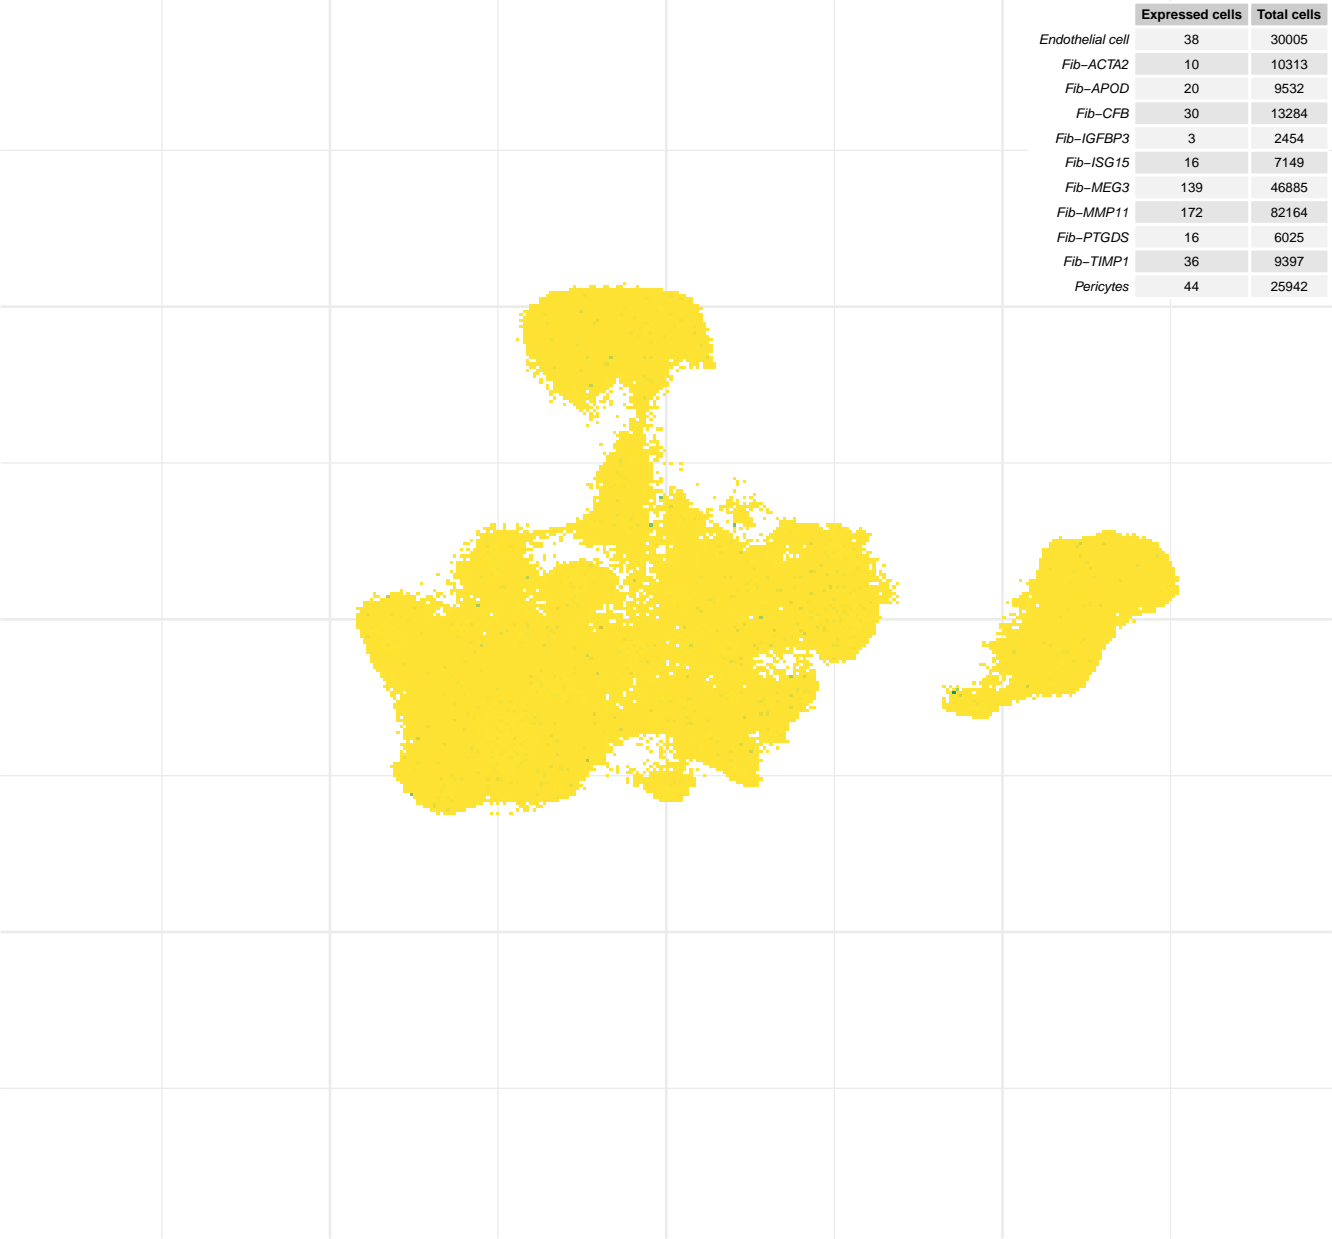 Expressed cells Total cells
Endothelial cell 38 30005
Fib−ACTA2 10 10313
Fib−APOD 20 9532
Fib−CFB 30 13284
Fib−IGFBP3 3 2454
Fib−ISG15 16 7149
Fib−MEG3 139 46885
Fib−MMP11 172 82164
Fib−PTGDS 16 6025
Fib−TIMP1 36 9397
Pericytes 44 25942